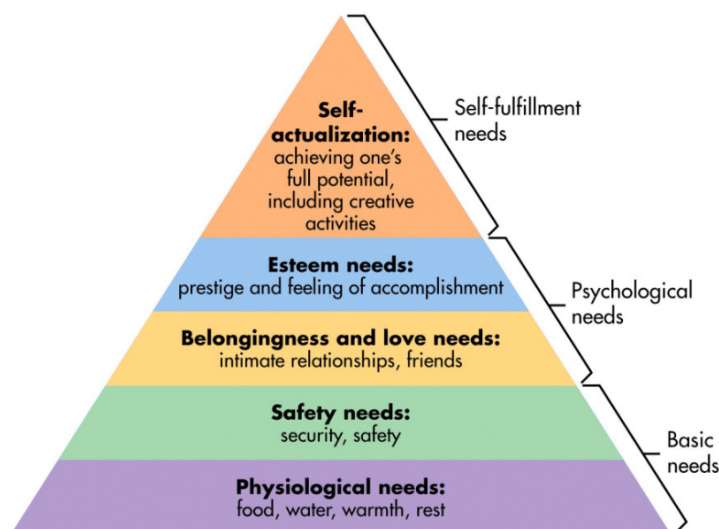 Self-
actualization:
achieving one's
full potential,
including creative
activities
Self-fulfillment
needs
Esteem needs:
prestige and feeling of accomplishment
Psychological
needs
Belongingness and love needs:
intimate relationships, friends
Safety needs:
security, safety
Basic
needs
Physiological needs:
food, water, warmth, rest